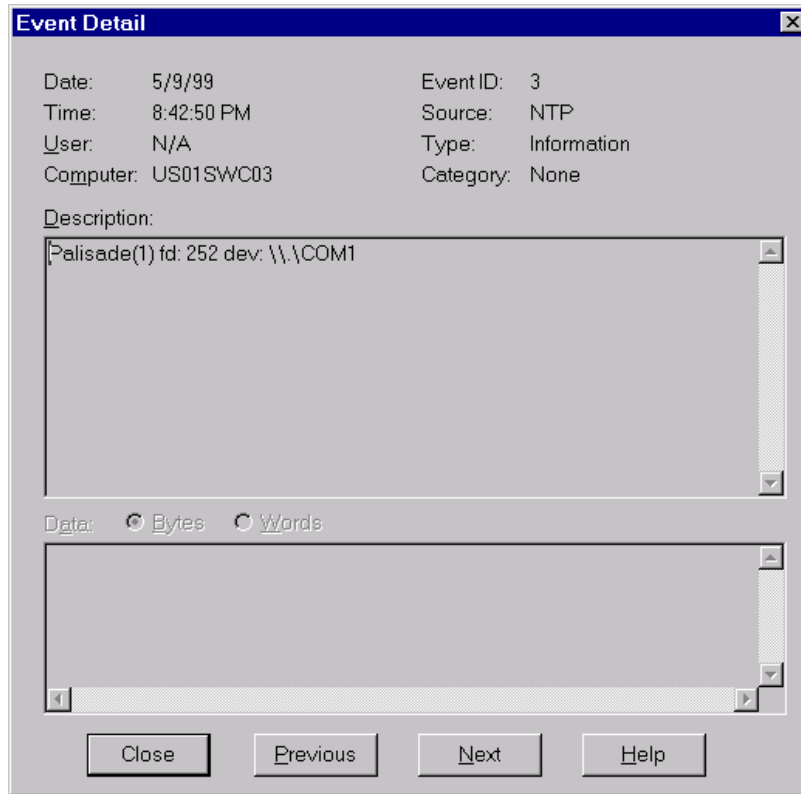 Event Detail
Date: 5/9/99 Event ID: 3
Time: 8:42:50 PM Source: NTP
User: N/A Type: Information
Computer: US01SWC03 Category: None
Description:
Palisade(1) fd: 252 dev: \\.\COM1
Data: Bytes Words
Close Previous Next Help